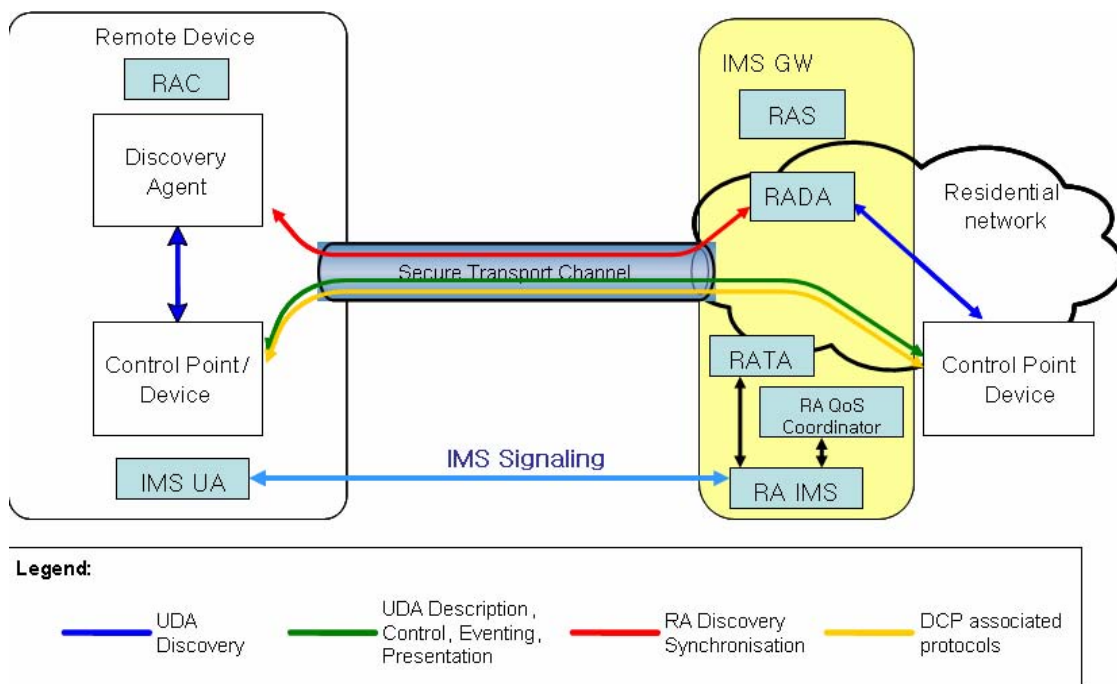 Remote Device
RAC
Discovery
Agent
Control Point/
Device
IMS UA
Secure Transport Channel
IMS Signaling
IMS GW
RAS
RADA
Residential
network
RATA
RA QoS
Coordinator
RA IMS
Control Point
Device
Legend:
UDA
Discovery
UDA Description,
Control, Eventing,
Presentation
RA Discovery
Synchronisation
DCP associated
protocols